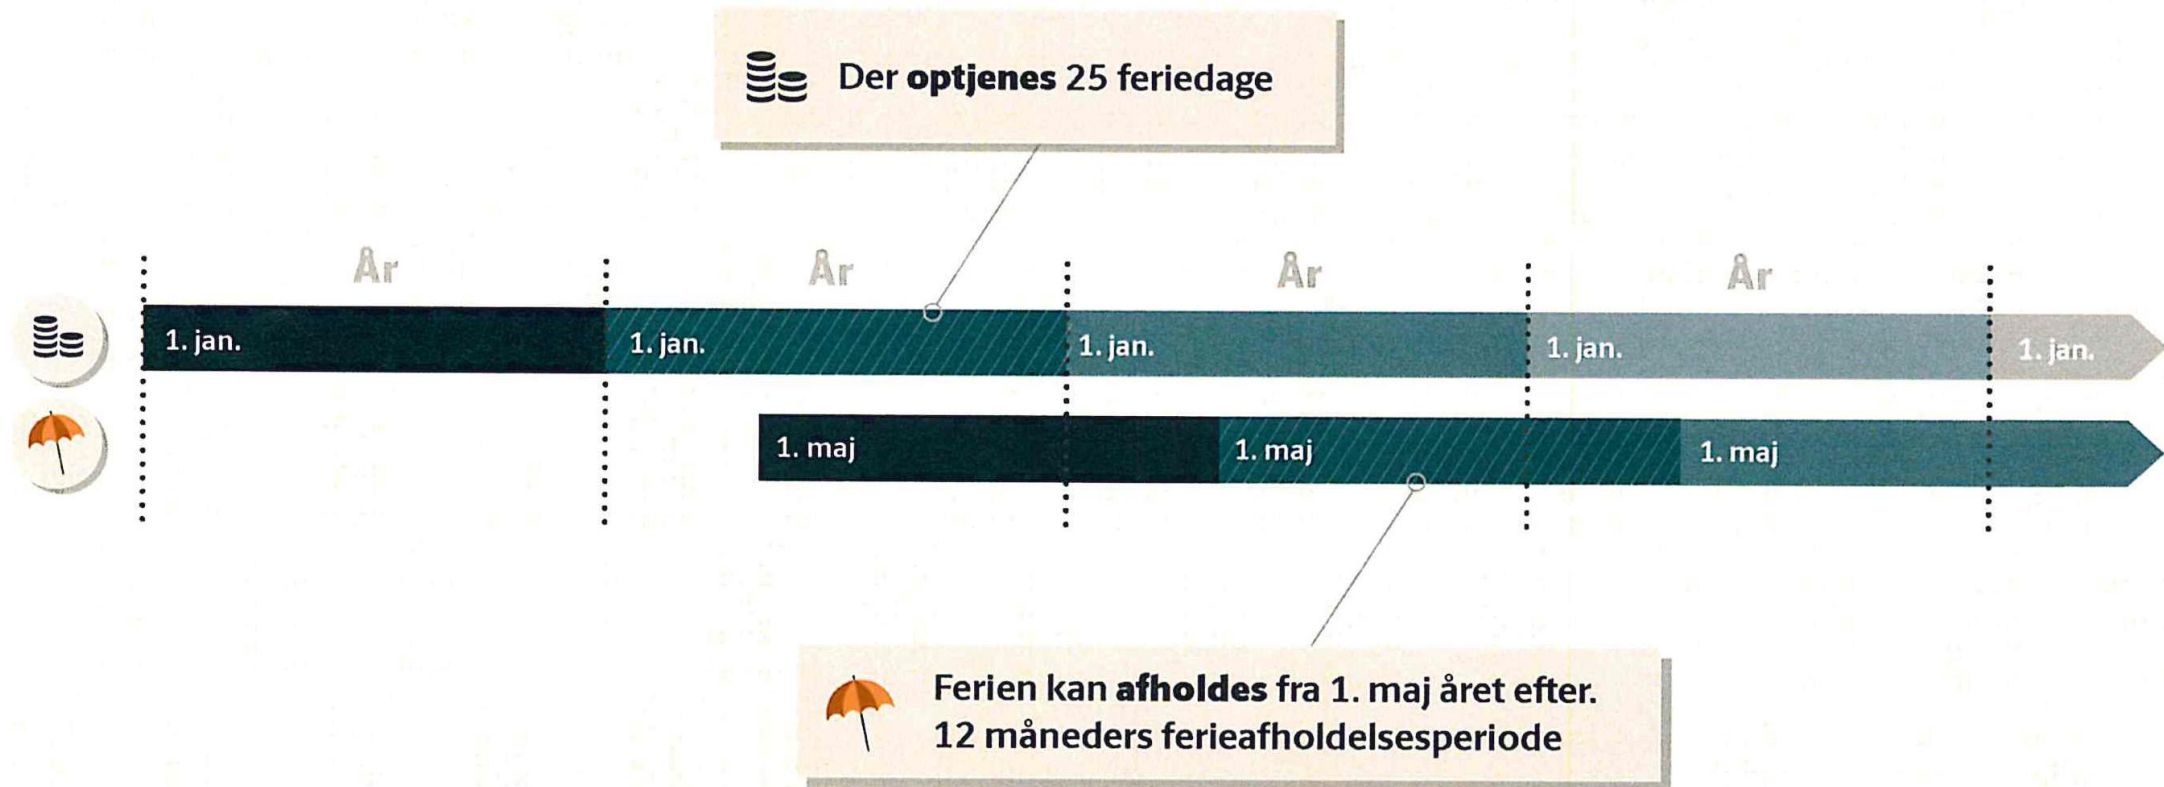 Der optjenes 25 feriedage
År
År
År
År
1. jan.
1. jan.
1. jan.
1. jan.
1. jan.
1. maj
1. maj
1. maj
Ferien kan afholdes fra 1. maj året efter.
12 måneders ferieafholdelsesperiode